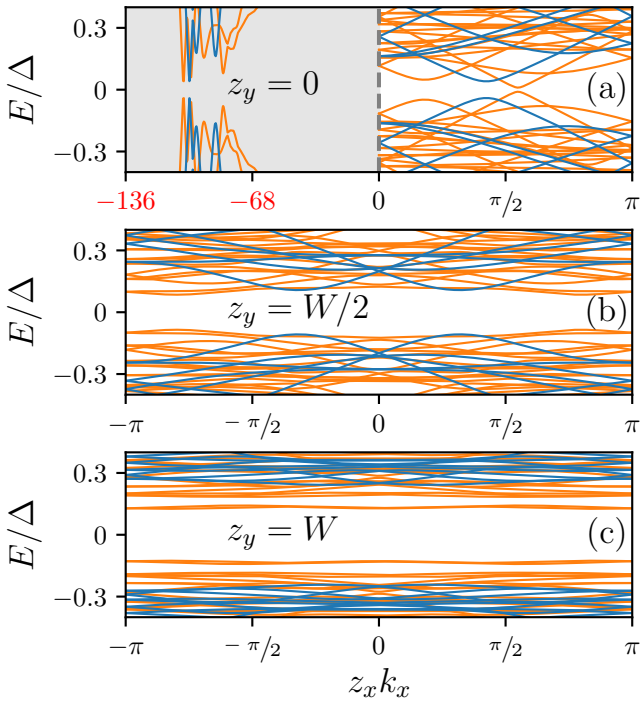 0.3
E/Δ
0
−0.3
z_y = 0
(a)
−136
−68
0
π/2
π
0.3
E/Δ
0
−0.3
z_y = W/2
(b)
−π
−π/2
0
π/2
π
0.3
E/Δ
0
−0.3
z_y = W
(c)
−π
−π/2
0
π/2
π
z_x k_x